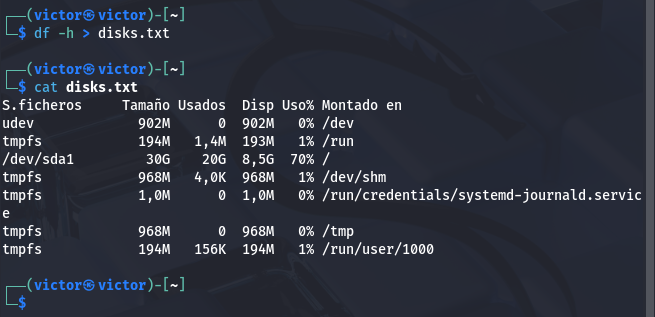 ┌──(victor㉿victor)-[~]
└─$ df -h > disks.txt
┌──(victor㉿victor)-[~]
└─$ cat disks.txt
S.ficheros     Tamaño Usados  Disp Uso% Montado en
udev             902M      0  902M   0% /dev
tmpfs            194M   1,4M  193M   1% /run
/dev/sda1         30G    20G  8,5G  70% /
tmpfs            968M   4,0K  968M   1% /dev/shm
tmpfs            1,0M      0  1,0M   0% /run/credentials/systemd-journald.servic
e
tmpfs            968M      0  968M   0% /tmp
tmpfs            194M   156K  194M   1% /run/user/1000
┌──(victor㉿victor)-[~]
└─$